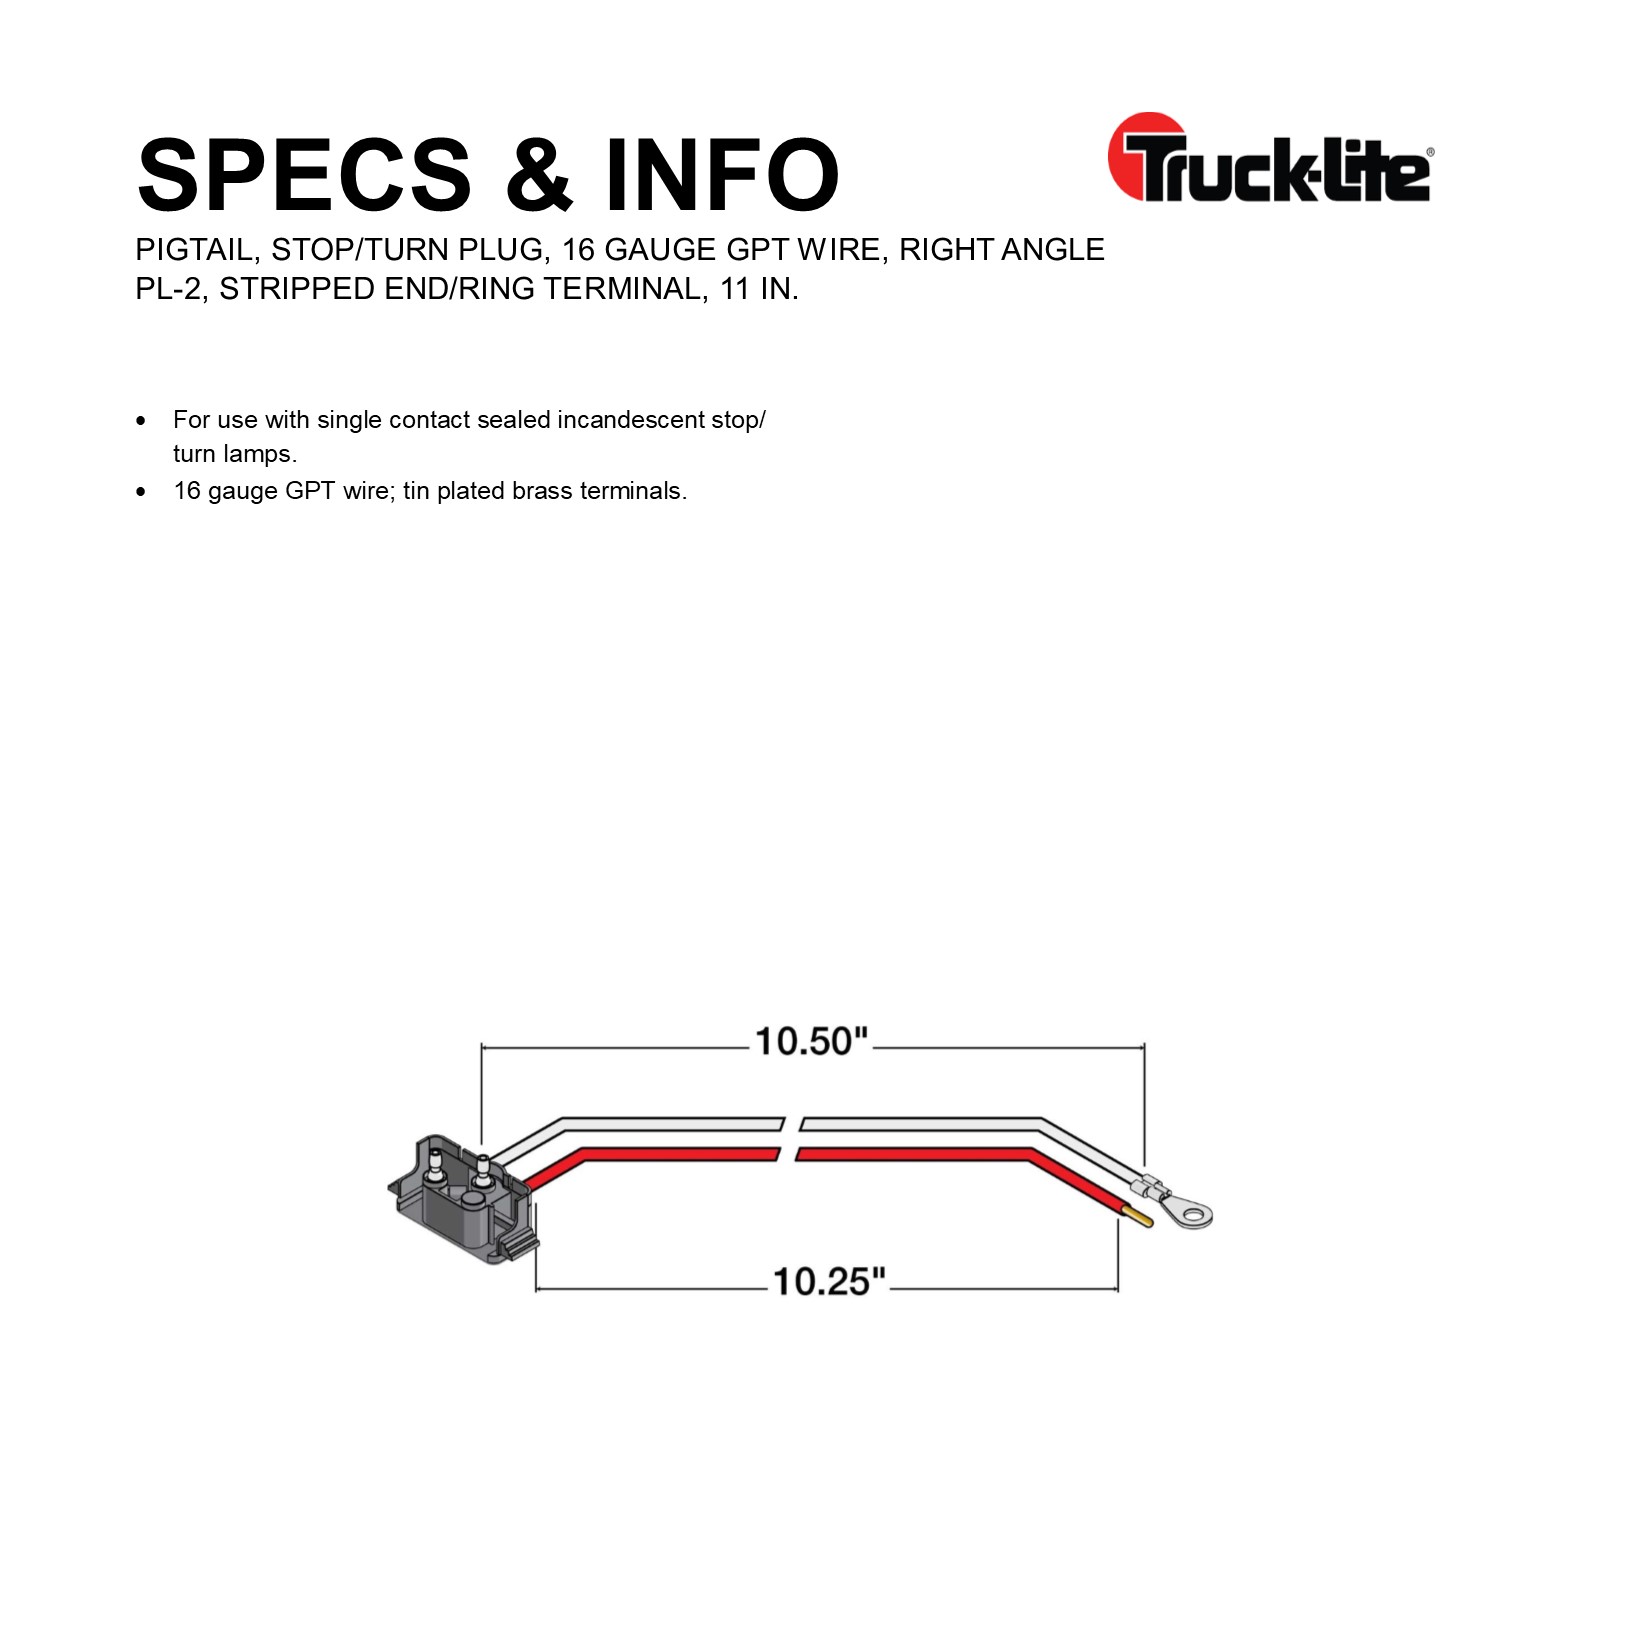 SPECS & INFO
Truck-Lite®
PIGTAIL, STOP/TURN PLUG, 16 GAUGE GPT WIRE, RIGHT ANGLE
PL-2, STRIPPED END/RING TERMINAL, 11 IN.
• For use with single contact sealed incandescent stop/
turn lamps.
• 16 gauge GPT wire; tin plated brass terminals.
10.50"
10.25"